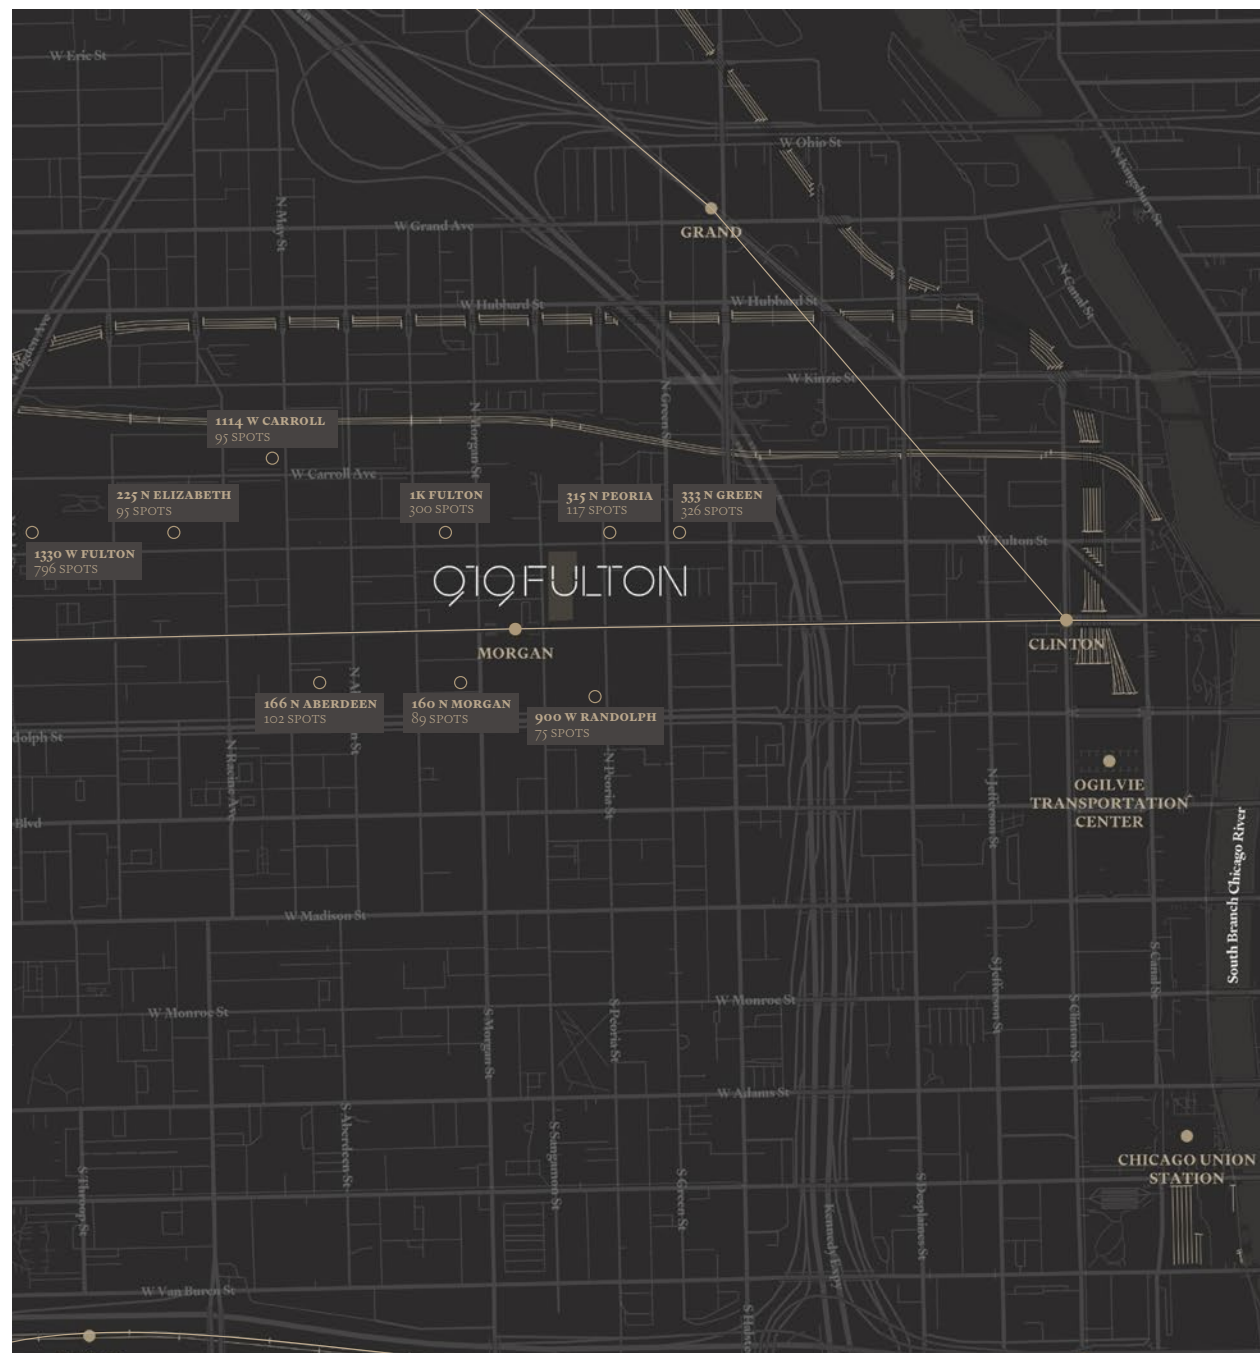 W Erie St
W Ohio St
N Kingsbury St
N May St
W Grand Ave
GRAND
N Canal St
W Hubbard St
W Hubbard St
W Kinzie St
N Green St
N Morgan St
1114 W CARROLL
95 SPOTS
W Carroll Ave
225 N ELIZABETH
95 SPOTS
1K FULTON
300 SPOTS
315 N PEORIA
117 SPOTS
333 N GREEN
326 SPOTS
1330 W FULTON
796 SPOTS
W Fulton St
919 FULTON
MORGAN
CLINTON
166 N ABERDEEN
102 SPOTS
160 N MORGAN
89 SPOTS
900 W RANDOLPH
75 SPOTS
dolph St
N Racine Ave
N Peoria St
N Jefferson St
OGILVIE
TRANSPORTATION
CENTER
Blvd
South Branch Chicago River
W Madison St
S Jefferson St
S Canal St
W Monroe St
W Monroe St
S Morgan St
S Peoria St
S Clinton St
W Adams St
S Aberdeen St
S Sangamon St
CHICAGO UNION
STATION
S Throop St
S Green St
S Desplaines St
Kennedy Expy
W Van Buren St